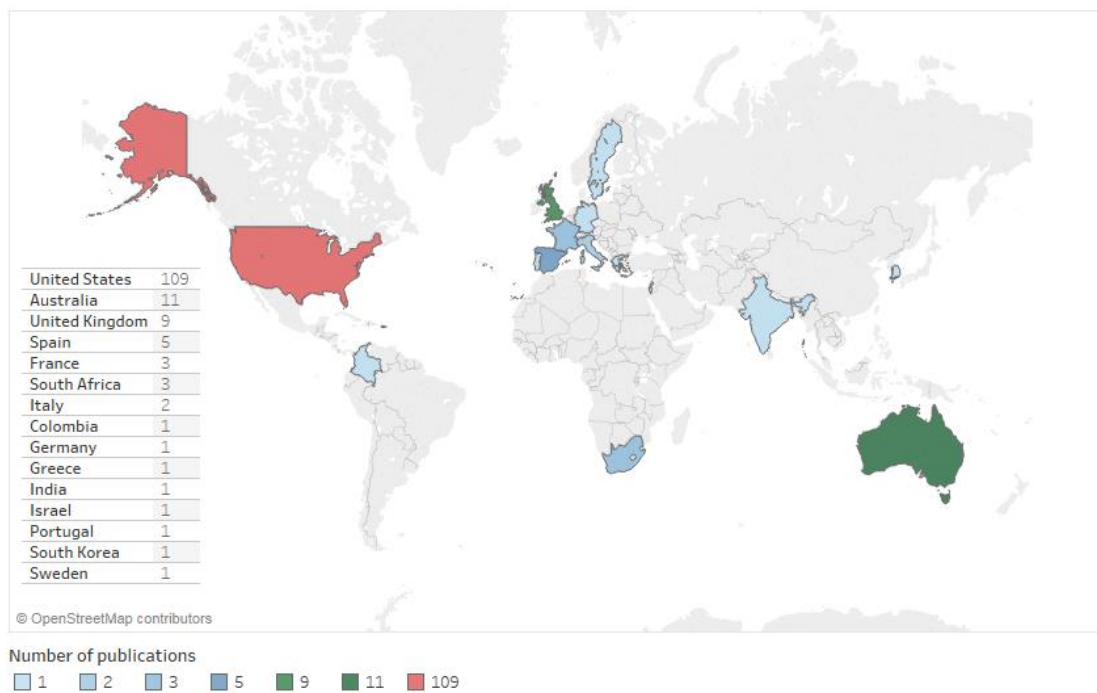 United States 109
Australia 11
United Kingdom 9
Spain 5
France 3
South Africa 3
Italy 2
Colombia 1
Germany 1
Greece 1
India 1
Israel 1
Portugal 1
South Korea 1
Sweden 1
© OpenStreetMap contributors
Number of publications
1 2 3 5 9 11 109